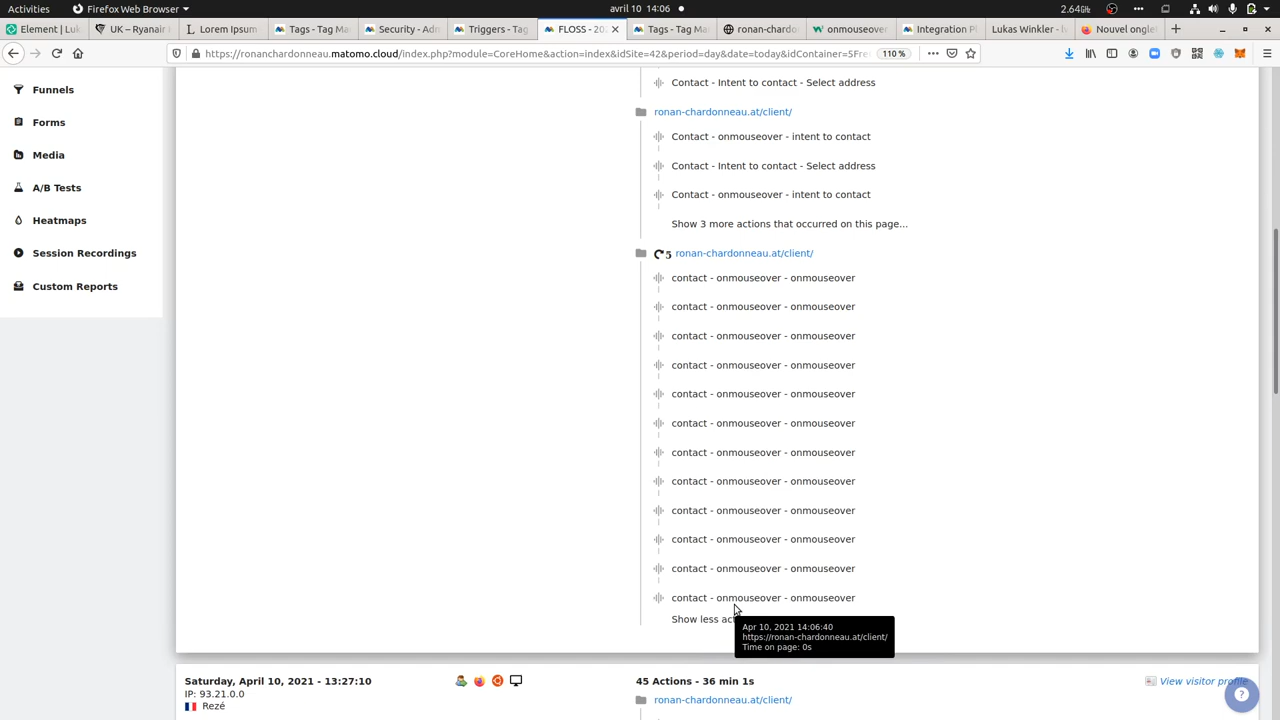 Activities
Firefox Web Browser
avril 10 14:06
2.64
Element | Luk
UK – Ryanair
Lorem Ipsum
Tags - Tag Ma
Security - Adm
Triggers - Tag
FLOSS - 20
Tags - Tag Ma
ronan-chardo
onmouseover
Integration P
Lukas Winkler - 
Nouvel onglet
https://ronanchardonneau.matomo.cloud/index.php?module=CoreHome&action=index&idSite=42&period=day&date=today&idContainer=5Fre
110 %
Funnels
Forms
Media
A/B Tests
Heatmaps
Session Recordings
Custom Reports
Contact - Intent to contact - Select address
ronan-chardonneau.at/client/
Contact - onmouseover - intent to contact
Contact - Intent to contact - Select address
Contact - onmouseover - intent to contact
Show 3 more actions that occurred on this page...
5 ronan-chardonneau.at/client/
contact - onmouseover - onmouseover
contact - onmouseover - onmouseover
contact - onmouseover - onmouseover
contact - onmouseover - onmouseover
contact - onmouseover - onmouseover
contact - onmouseover - onmouseover
contact - onmouseover - onmouseover
contact - onmouseover - onmouseover
contact - onmouseover - onmouseover
contact - onmouseover - onmouseover
contact - onmouseover - onmouseover
contact - onmouseover - onmouseover
Show less act
Apr 10, 2021 14:06:40
https://ronan-chardonneau.at/client/
Time on page: 0s
Saturday, April 10, 2021 - 13:27:10
IP: 93.21.0.0
Rezé
45 Actions - 36 min 1s
ronan-chardonneau.at/client/
View visitor profile
?